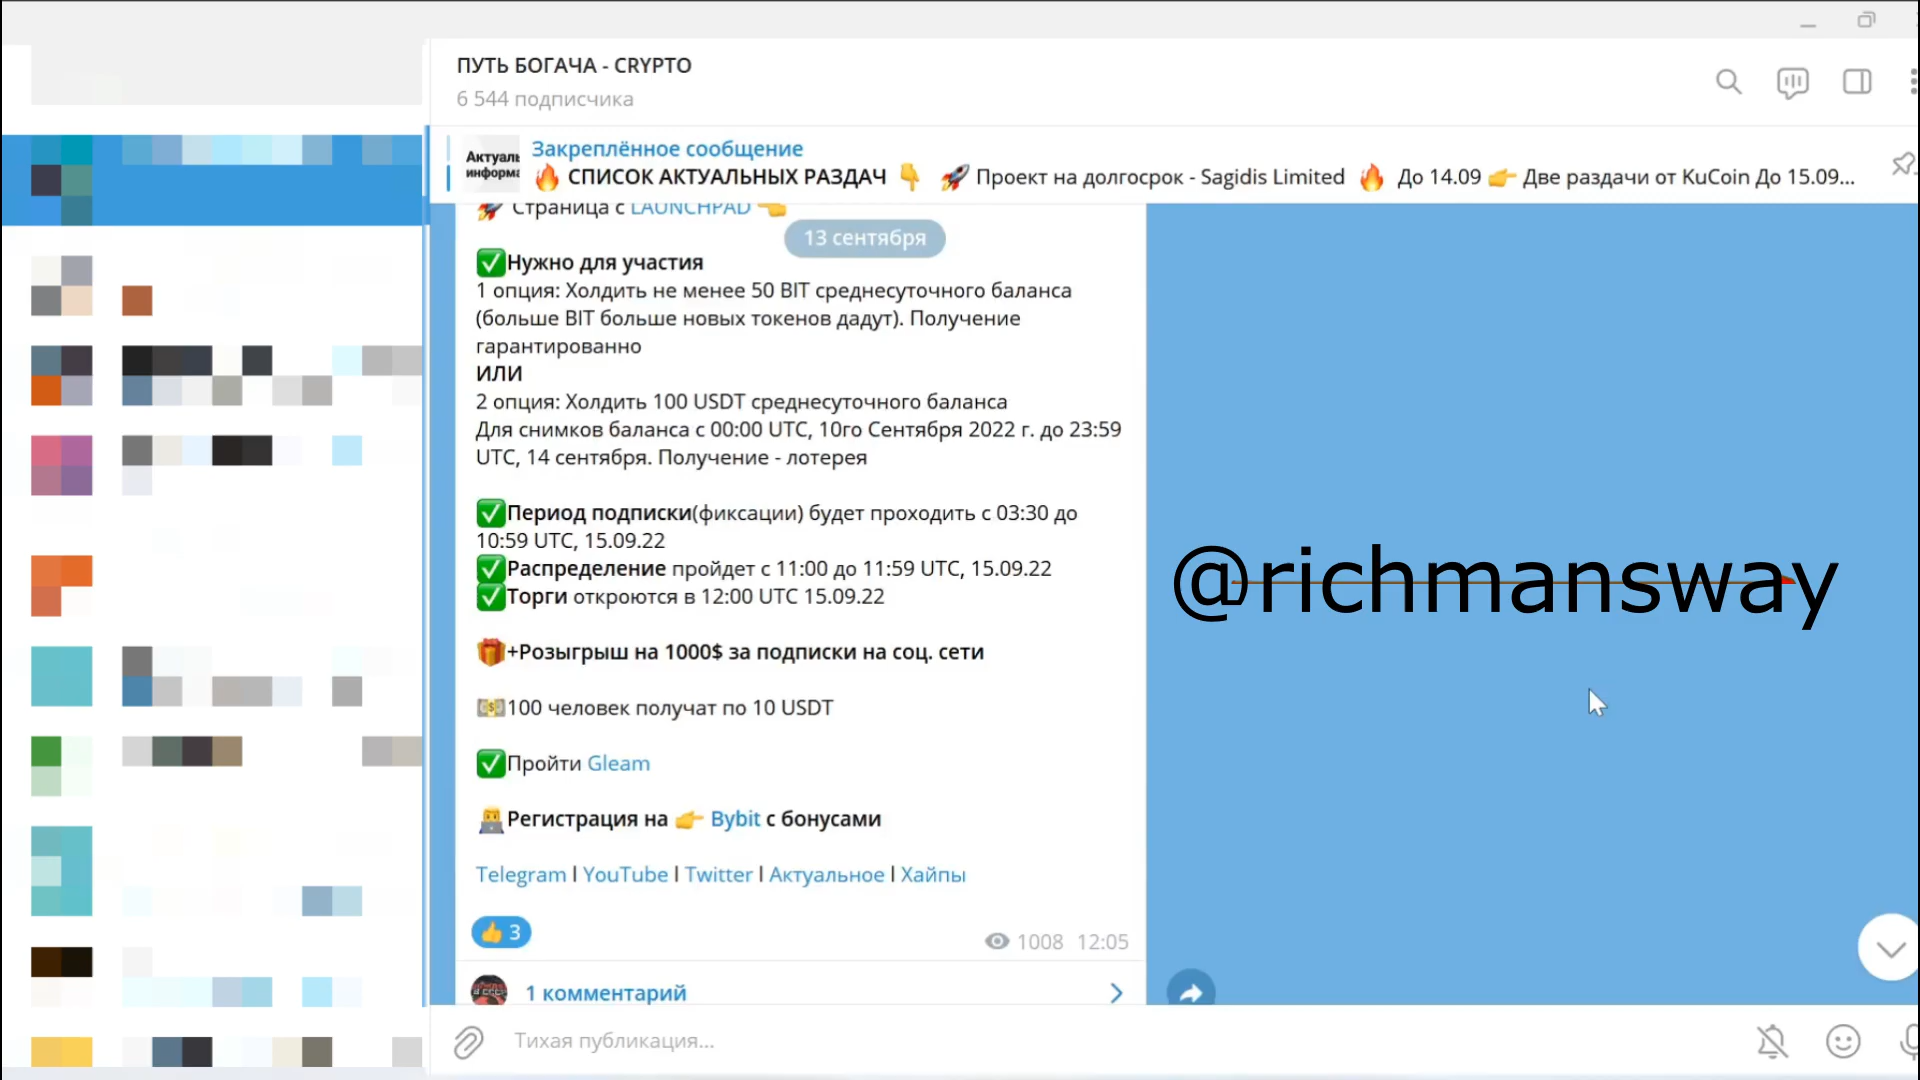 ПУТЬ БОГАЧА - CRYPTO
6 544 подписчика
Актуаль
информа
Закреплённое сообщение
СПИСОК АКТУАЛЬНЫХ РАЗДАЧ Проект на долгосрок - Sagidis Limited До 14.09 Две раздачи от KuCoin До 15.09...
Страница с LAUNCHPAD
13 сентября
Нужно для участия
1 опция: Холдить не менее 50 BIT среднесуточного баланса
(больше BIT больше новых токенов дадут). Получение
гарантированно
ИЛИ
2 опция: Холдить 100 USDT среднесуточного баланса
Для снимков баланса с 00:00 UTC, 10го Сентября 2022 г. до 23:59
UTC, 14 сентября. Получение - лотерея
Период подписки(фиксации) будет проходить с 03:30 до
10:59 UTC, 15.09.22
Распределение пройдет с 11:00 до 11:59 UTC, 15.09.22
Торги откроются в 12:00 UTC 15.09.22
+Розыгрыш на 1000$ за подписки на соц. сети
100 человек получат по 10 USDT
Пройти Gleam
Регистрация на Bybit с бонусами
Telegram l YouTube l Twitter l Актуальное l Хайпы
3
1008 12:05
1 комментарий
Тихая публикация...
@richmansway